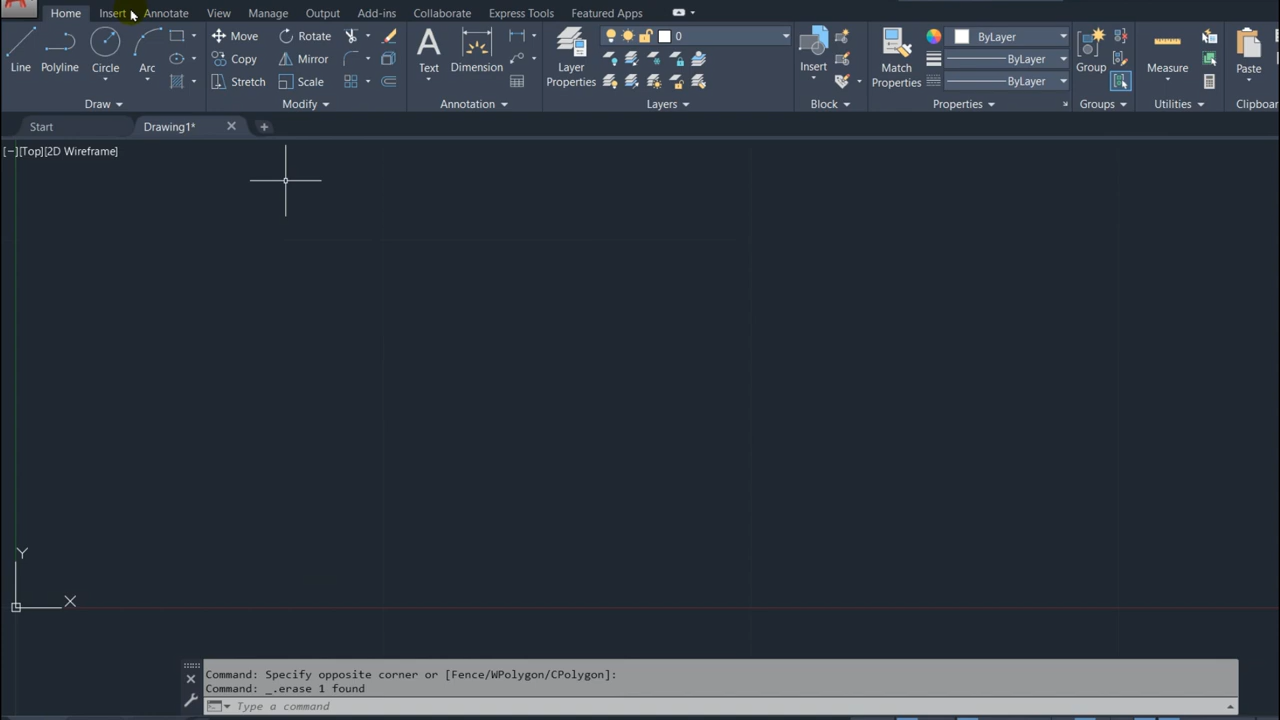 Home Insert Annotate View Manage Output Add-ins Collaborate Express Tools Featured Apps
Line Polyline Circle Arc
Move Rotate
Copy Mirror
Stretch Scale
Text Dimension
Layer Properties
0
Insert
Match Properties
ByLayer
ByLayer
ByLayer
Group
Measure
Paste
Draw Modify Annotation Layers Block Properties Groups Utilities Clipboa
Start Drawing1*
[−][Top][2D Wireframe]
Y
X
Command: Specify opposite corner or [Fence/WPolygon/CPolygon]:
Command: _.erase 1 found
Type a command